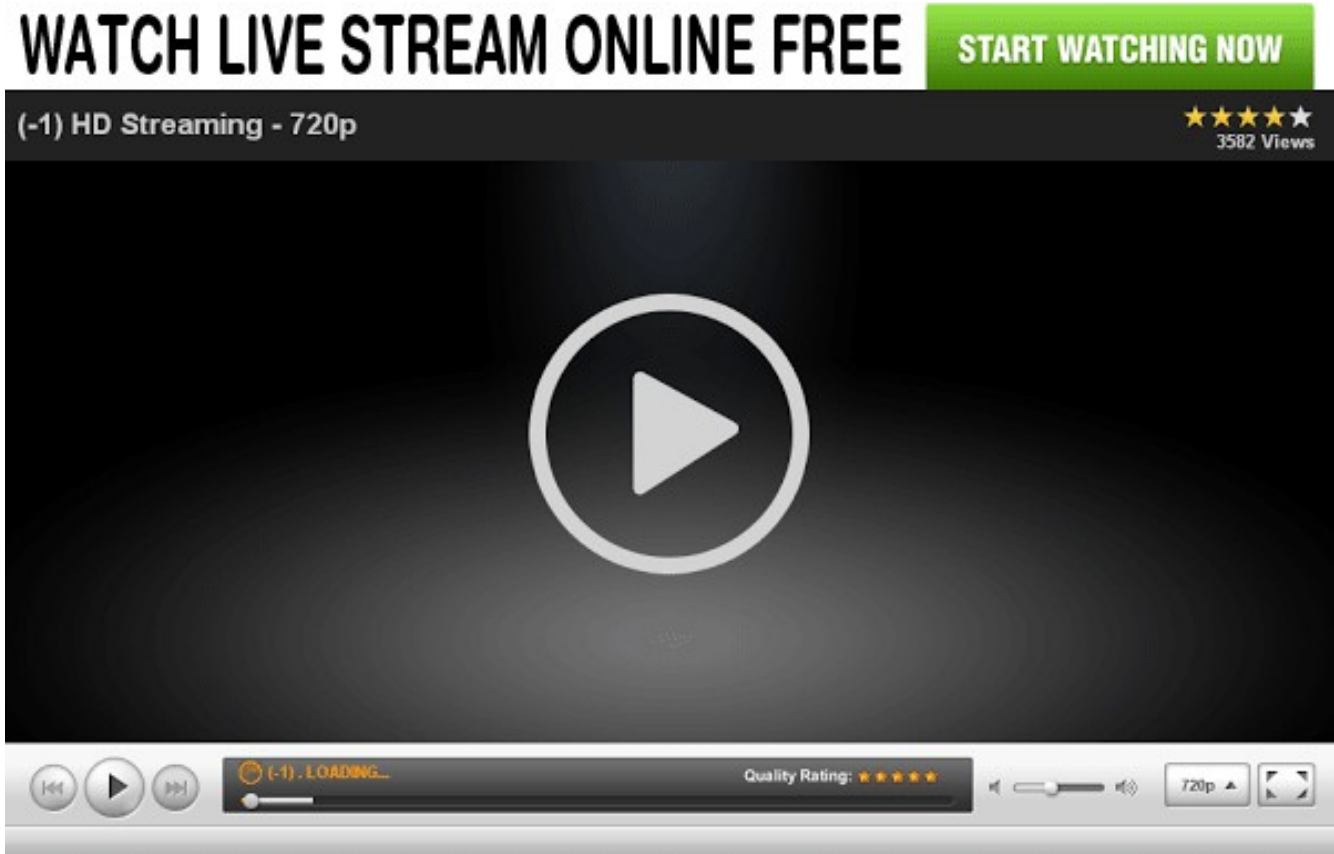 WATCH LIVE STREAM ONLINE FREE
START WATCHING NOW
(-1) HD Streaming - 720p
3582 Views
(-1) . LOADING...
Quality Rating:
720p